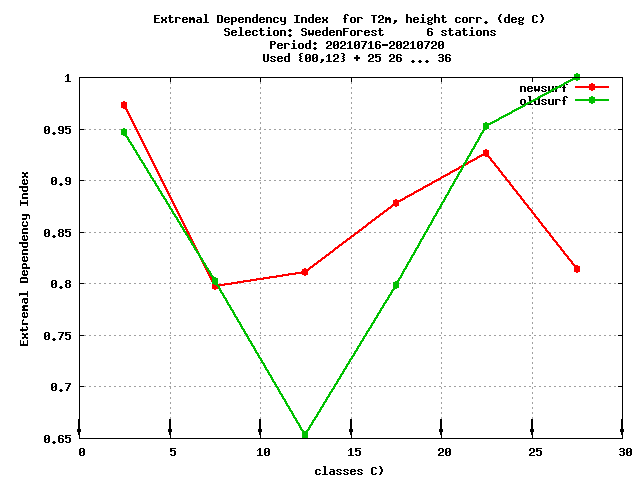 Extremal Dependency Index  for T2m, height corr. (deg C)
Selection: SwedenForest      6 stations
Period: 20210716-20210720
Used {00,12} + 25 26 ... 36
newsurf
oldsurf
1
0.95
0.9
0.85
0.8
0.75
0.7
0.65
Extremal Dependency Index
0 5 10 15 20 25 30
classes C)